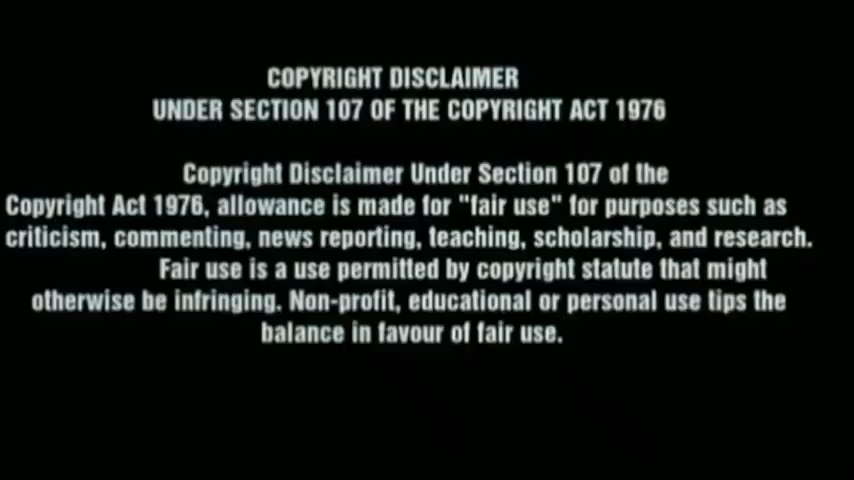 COPYRIGHT DISCLAIMER
UNDER SECTION 107 OF THE COPYRIGHT ACT 1976
Copyright Disclaimer Under Section 107 of the
Copyright Act 1976, allowance is made for "fair use" for purposes such as
criticism, commenting, news reporting, teaching, scholarship, and research.
Fair use is a use permitted by copyright statute that might
otherwise be infringing. Non-profit, educational or personal use tips the
balance in favour of fair use.